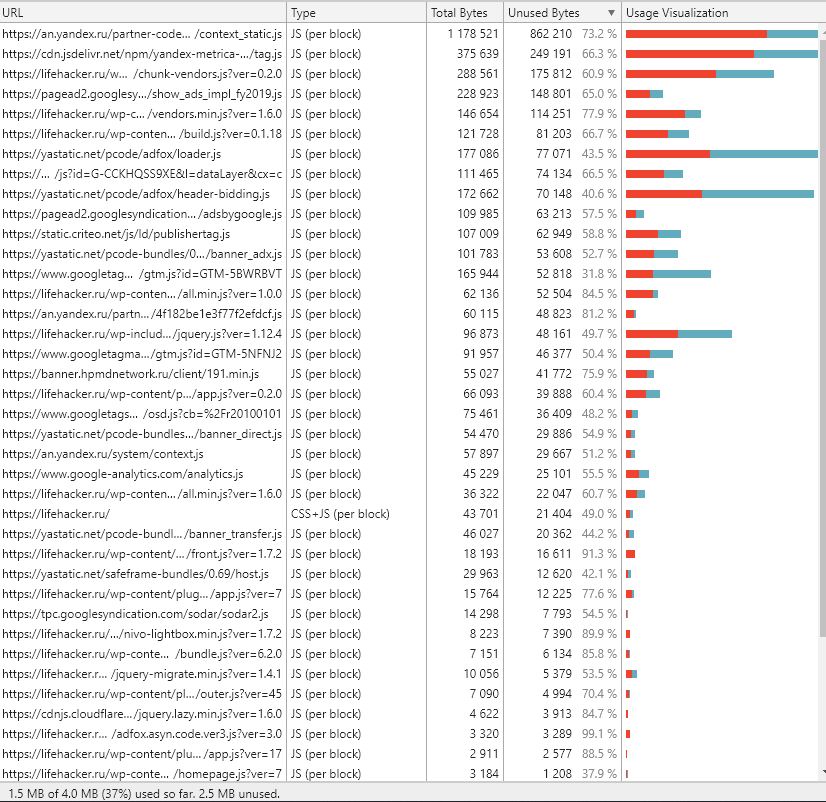 URL Type Total Bytes Unused Bytes ▼ Usage Visualization
https://an.yandex.ru/partner-code... /context_static.js JS (per block) 1 178 521 862 210 73.2 %
https://cdn.jsdelivr.net/npm/yandex-metrica-.../tag.js JS (per block) 375 639 249 191 66.3 %
https://lifehacker.ru/w... /chunk-vendors.js?ver=0.2.0 JS (per block) 288 561 175 812 60.9 %
https://pagead2.googlesy.../show_ads_impl_fy2019.js JS (per block) 228 923 148 801 65.0 %
https://lifehacker.ru/wp-c... /vendors.min.js?ver=1.6.0 JS (per block) 146 654 114 251 77.9 %
https://lifehacker.ru/wp-conten... /build.js?ver=0.1.18 JS (per block) 121 728 81 203 66.7 %
https://yastatic.net/pcode/adfox/loader.js JS (per block) 177 086 77 071 43.5 %
https://... /js?id=G-CCKHQSS9XE&l=dataLayer&cx=c JS (per block) 111 465 74 134 66.5 %
https://yastatic.net/pcode/adfox/header-bidding.js JS (per block) 172 662 70 148 40.6 %
https://pagead2.googlesyndication... /adsbygoogle.js JS (per block) 109 985 63 213 57.5 %
https://static.criteo.net/js/ld/publishertag.js JS (per block) 107 009 62 949 58.8 %
https://yastatic.net/pcode-bundles/0... /banner_adx.js JS (per block) 101 783 53 608 52.7 %
https://www.googletag... /gtm.js?id=GTM-5BWRBVT JS (per block) 165 944 52 818 31.8 %
https://lifehacker.ru/wp-conten... /all.min.js?ver=1.0.0 JS (per block) 62 136 52 504 84.5 %
https://an.yandex.ru/partn... /4f182be1e3f77f2efdcf.js JS (per block) 60 115 48 823 81.2 %
https://lifehacker.ru/wp-includ... /jquery.js?ver=1.12.4 JS (per block) 96 873 48 161 49.7 %
https://www.googletagma... /gtm.js?id=GTM-5NFNJ2 JS (per block) 91 957 46 377 50.4 %
https://banner.hpmdnetwork.ru/client/191.min.js JS (per block) 55 027 41 772 75.9 %
https://lifehacker.ru/wp-content/p... /app.js?ver=0.2.0 JS (per block) 66 093 39 888 60.4 %
https://www.googletags... /osd.js?cb=%2Fr20100101 JS (per block) 75 461 36 409 48.2 %
https://yastatic.net/pcode-bundles... /banner_direct.js JS (per block) 54 470 29 886 54.9 %
https://an.yandex.ru/system/context.js JS (per block) 57 897 29 667 51.2 %
https://www.google-analytics.com/analytics.js JS (per block) 45 229 25 101 55.5 %
https://lifehacker.ru/wp-conten... /all.min.js?ver=1.6.0 JS (per block) 36 322 22 047 60.7 %
https://lifehacker.ru/ CSS+JS (per block) 43 701 21 404 49.0 %
https://yastatic.net/pcode-bundl... /banner_transfer.js JS (per block) 46 027 20 362 44.2 %
https://lifehacker.ru/wp-content/.../front.js?ver=1.7.2 JS (per block) 18 193 16 611 91.3 %
https://yastatic.net/safeframe-bundles/0.69/host.js JS (per block) 29 963 12 620 42.1 %
https://lifehacker.ru/wp-content/plug... /app.js?ver=7 JS (per block) 15 764 12 225 77.6 %
https://tpc.googlesyndication.com/sodar/sodar2.js JS (per block) 14 298 7 793 54.5 %
https://lifehacker.ru/.../nivo-lightbox.min.js?ver=1.7.2 JS (per block) 8 223 7 390 89.9 %
https://lifehacker.ru/wp-conte... /bundle.js?ver=6.2.0 JS (per block) 7 151 6 134 85.8 %
https://lifehacker.r... /jquery-migrate.min.js?ver=1.4.1 JS (per block) 10 056 5 379 53.5 %
https://lifehacker.ru/wp-content/pl... /outer.js?ver=45 JS (per block) 7 090 4 994 70.4 %
https://cdnjs.cloudflare.../jquery.lazy.min.js?ver=1.6.0 JS (per block) 4 622 3 913 84.7 %
https://lifehacker.r... /adfox.asyn.code.ver3.js?ver=3.0 JS (per block) 3 320 3 289 99.1 %
https://lifehacker.ru/wp-content/plu... /app.js?ver=17 JS (per block) 2 911 2 577 88.5 %
https://lifehacker.ru/wp-conte... /homepage.js?ver=7 JS (per block) 3 184 1 208 37.9 %
1.5 MB of 4.0 MB (37%) used so far. 2.5 MB unused.